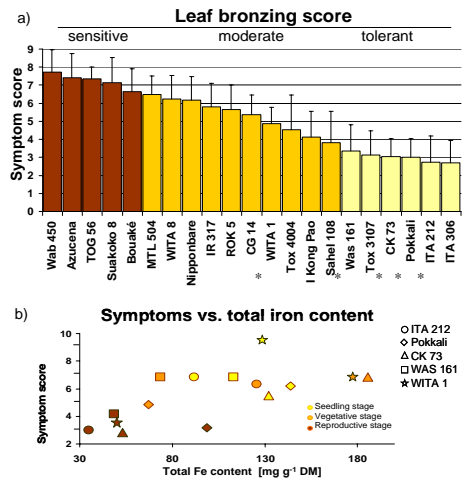 a)
Leaf bronzing score
sensitive
moderate
tolerant
Symptom score
9
8
7
6
5
4
3
2
1
0
Wab 450
Azucena
TOG 56
Suakoko 8
Bouaké
MTL 504
WITA 8
Nipponbare
IR 317
ROK 5
CG 14
WITA 1
Tox 4004
I Kong Pao
Sahel 108
Was 161
Tox 3107
CK 73
Pokkali
ITA 212
ITA 306
* * * * *
b)
Symptoms vs. total iron content
Symptom score
10
8
6
4
2
30 80 130 180
Total Fe content [mg g⁻¹ DM]
ITA 212
Pokkali
CK 73
WAS 161
WITA 1
Seedling stage
Vegetative stage
Reproductive stage